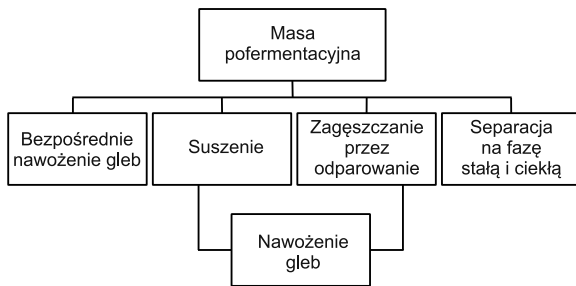 Masa
pofermentacyjna
Bezpośrednie
nawożenie gleb
Suszenie
Zagęszczanie
przez
odparowanie
Separacja
na fazę
stałą i ciekłą
Nawożenie
gleb